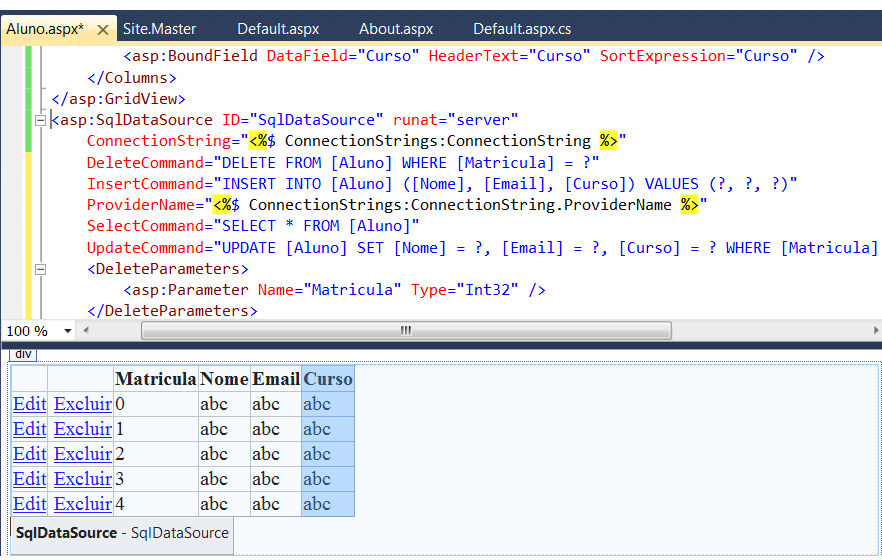 Aluno.aspx* Site.Master Default.aspx About.aspx Default.aspx.cs
<asp:BoundField DataField="Curso" HeaderText="Curso" SortExpression="Curso" />
</Columns>
</asp:GridView>
<asp:SqlDataSource ID="SqlDataSource" runat="server"
ConnectionString="<%$ ConnectionStrings:ConnectionString %>"
DeleteCommand="DELETE FROM [Aluno] WHERE [Matricula] = ?"
InsertCommand="INSERT INTO [Aluno] ([Nome], [Email], [Curso]) VALUES (?, ?, ?)"
ProviderName="<%$ ConnectionStrings:ConnectionString.ProviderName %>"
SelectCommand="SELECT * FROM [Aluno]"
UpdateCommand="UPDATE [Aluno] SET [Nome] = ?, [Email] = ?, [Curso] = ? WHERE [Matricula]
<DeleteParameters>
<asp:Parameter Name="Matricula" Type="Int32" />
</DeleteParameters>
100 %
div
Matricula Nome Email Curso
Edit Excluir 0 abc abc abc
Edit Excluir 1 abc abc abc
Edit Excluir 2 abc abc abc
Edit Excluir 3 abc abc abc
Edit Excluir 4 abc abc abc
SqlDataSource - SqlDataSource